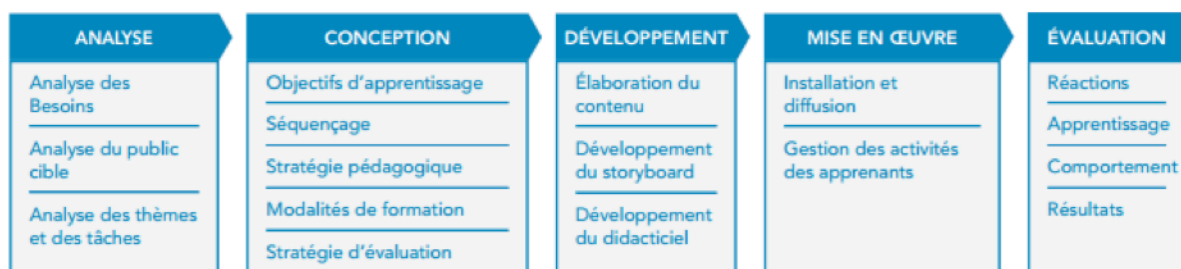 ANALYSE
Analyse des
Besoins
Analyse du public
cible
Analyse des thèmes
et des tâches
CONCEPTION
Objectifs d'apprentissage
Séquençage
Stratégie pédagogique
Modalités de formation
Stratégie d'évaluation
DÉVELOPPEMENT
Élaboration du
contenu
Développement
du storyboard
Développement
du didacticiel
MISE EN ŒUVRE
Installation et
diffusion
Gestion des activités
des apprenants
ÉVALUATION
Réactions
Apprentissage
Comportement
Résultats